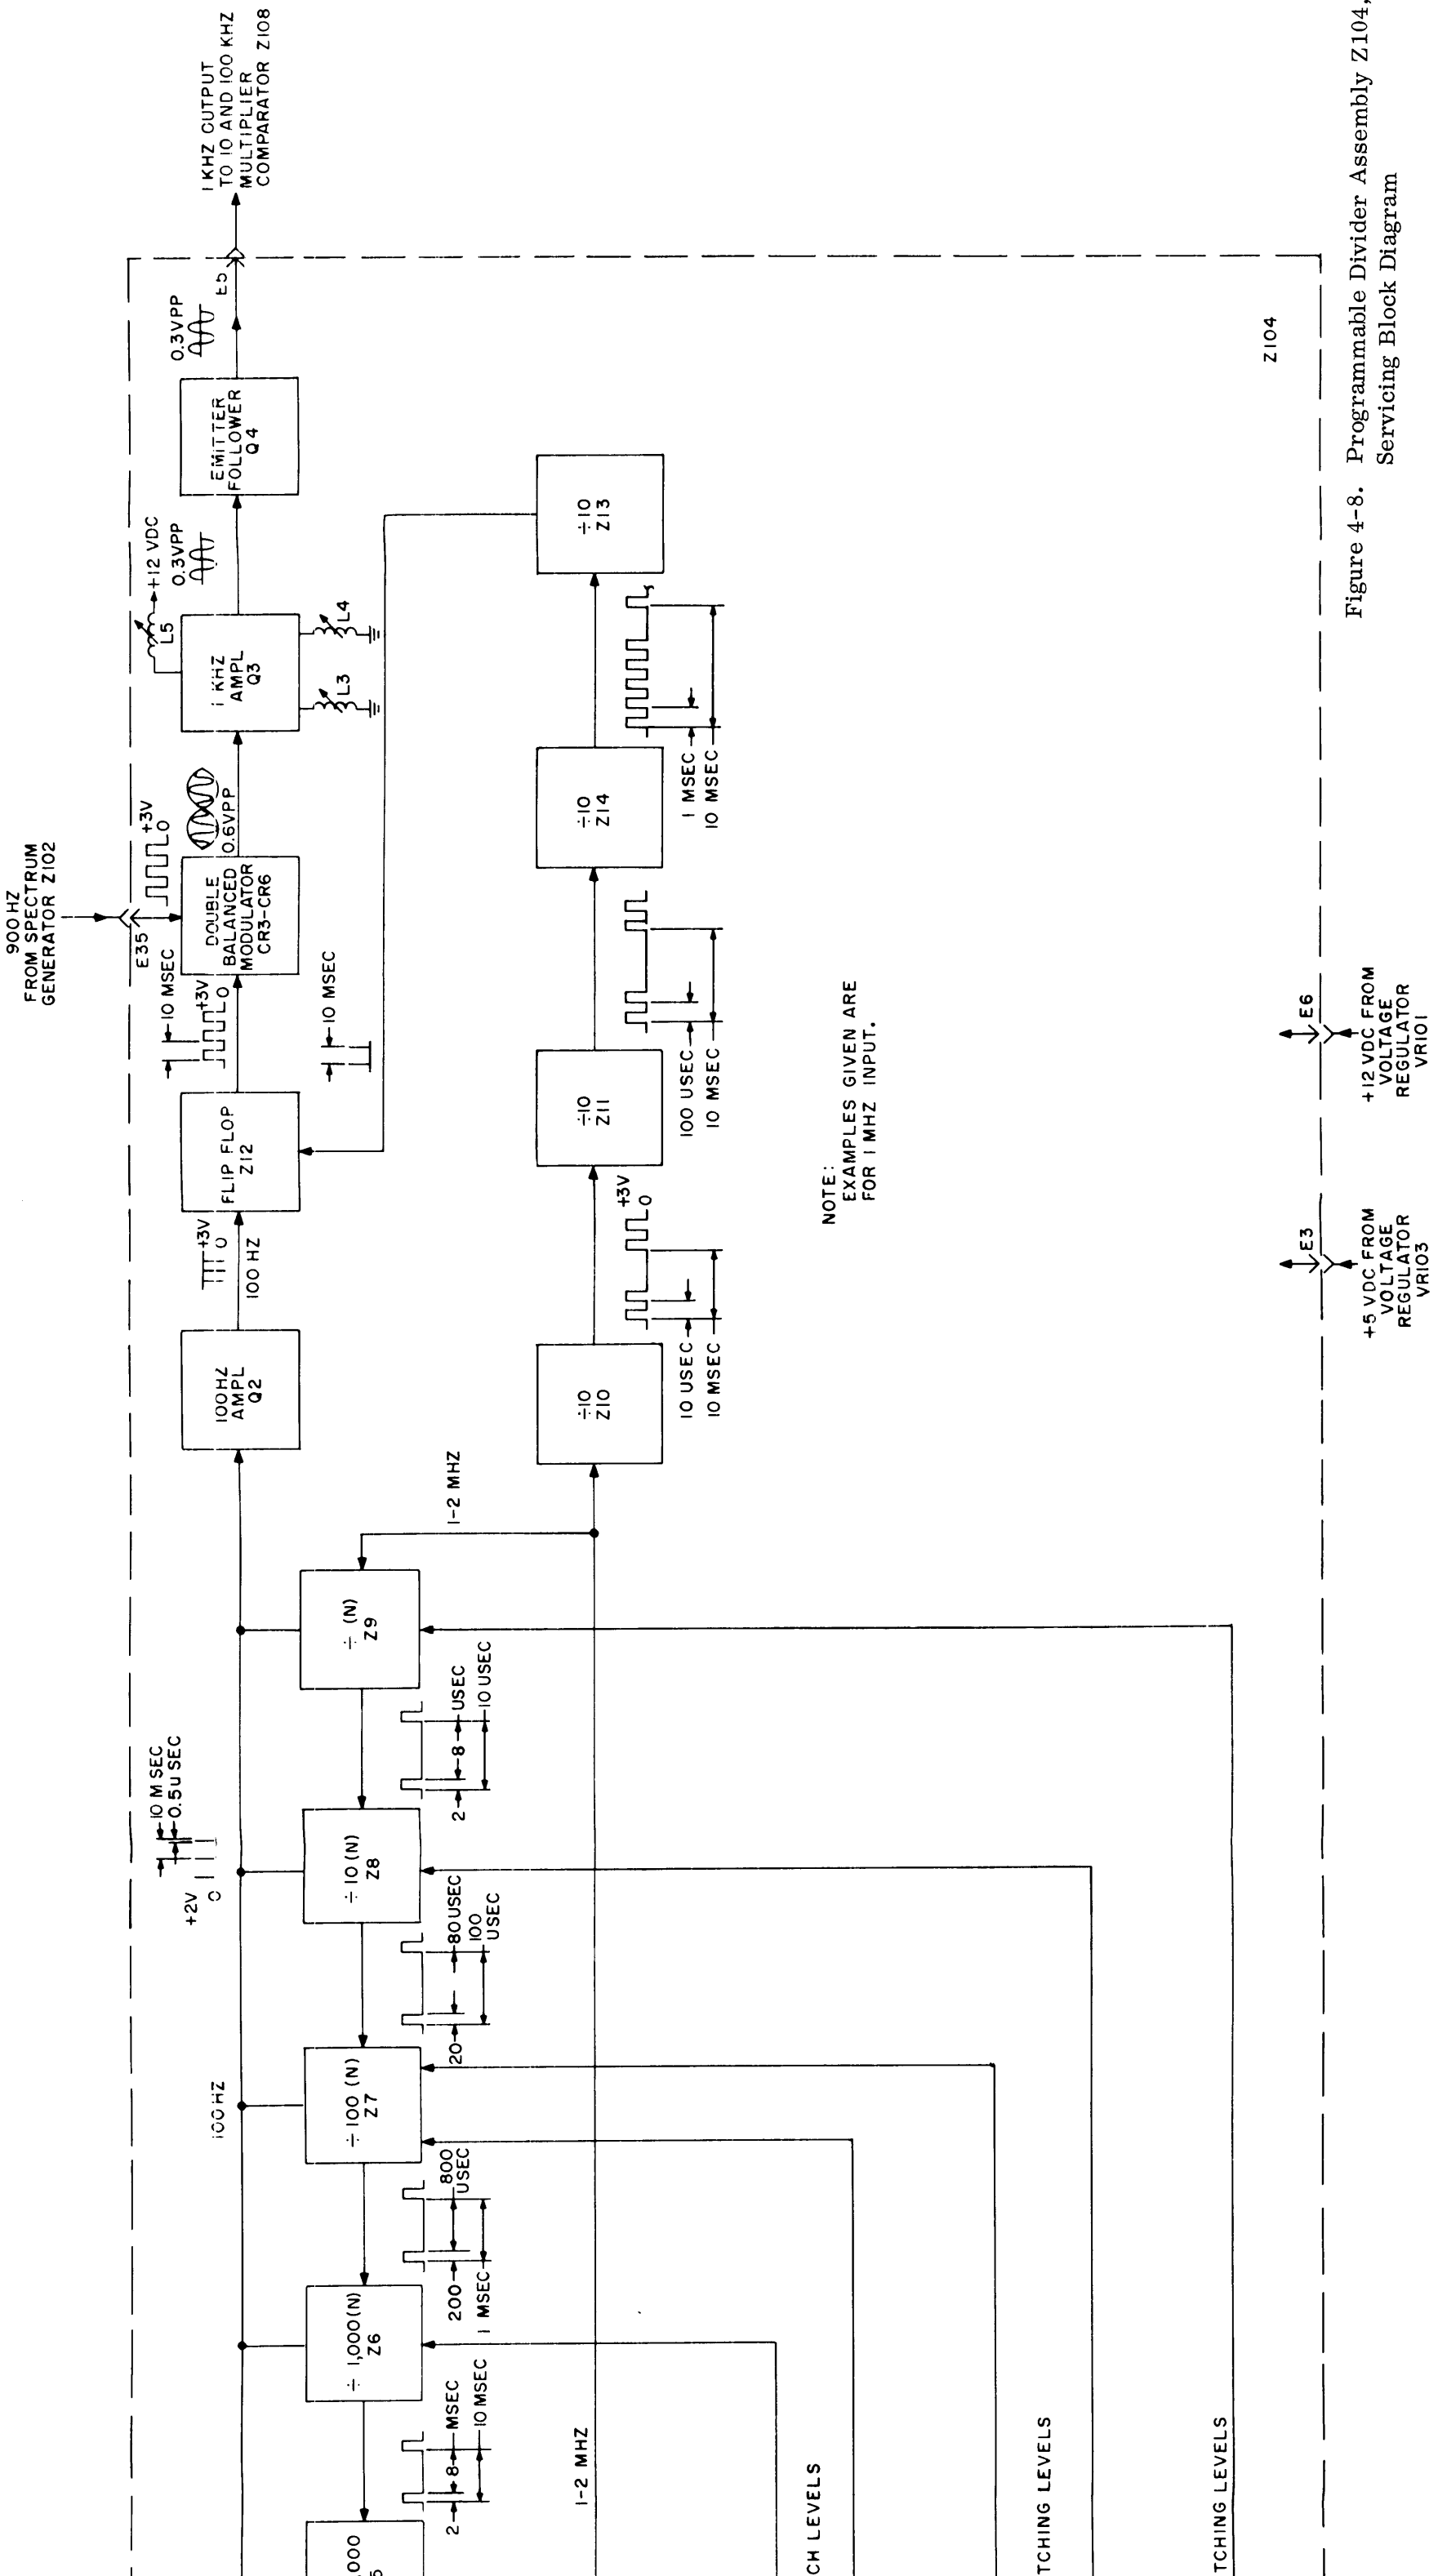 900 HZ
FROM SPECTRUM
GENERATOR Z102
1 KHZ OUTPUT
TO 10 AND 100 KHZ
MULTIPLIER
COMPARATOR Z108
E35
10 MSEC
+3V
0
+3V
0
0.6VPP
+12 VDC
0.3VPP
L5
0.3VPP
E5
100HZ
AMPL
Q2
+3V
0
100 HZ
FLIP FLOP
Z12
10 MSEC
DOUBLE
BALANCED
MODULATOR
CR3-CR6
1 KHZ
AMPL
Q3
L3
L4
EMITTER
FOLLOWER
Q4
100 HZ
+2V
0
10 M SEC
0.5U SEC
,000
÷ 1,000(N)
Z6
÷ 100 (N)
Z7
÷ 10 (N)
Z8
÷ (N)
Z9
2
8
MSEC
10 MSEC
200
800
USEC
1 MSEC
20
80USEC
100
USEC
2
8
USEC
10 USEC
1-2 MHZ
1-2 MHZ
÷10
Z10
+3V
0
10 USEC
10 MSEC
÷10
Z11
100 USEC
10 MSEC
÷10
Z14
1 MSEC
10 MSEC
÷10
Z13
NOTE:
EXAMPLES GIVEN ARE
FOR 1 MHZ INPUT.
CH LEVELS
TCHING LEVELS
TCHING LEVELS
Z104
E3
+5 VDC FROM
VOLTAGE
REGULATOR
VR103
E6
+12 VDC FROM
VOLTAGE
REGULATOR
VR101
Figure 4-8. Programmable Divider Assembly Z104,
Servicing Block Diagram